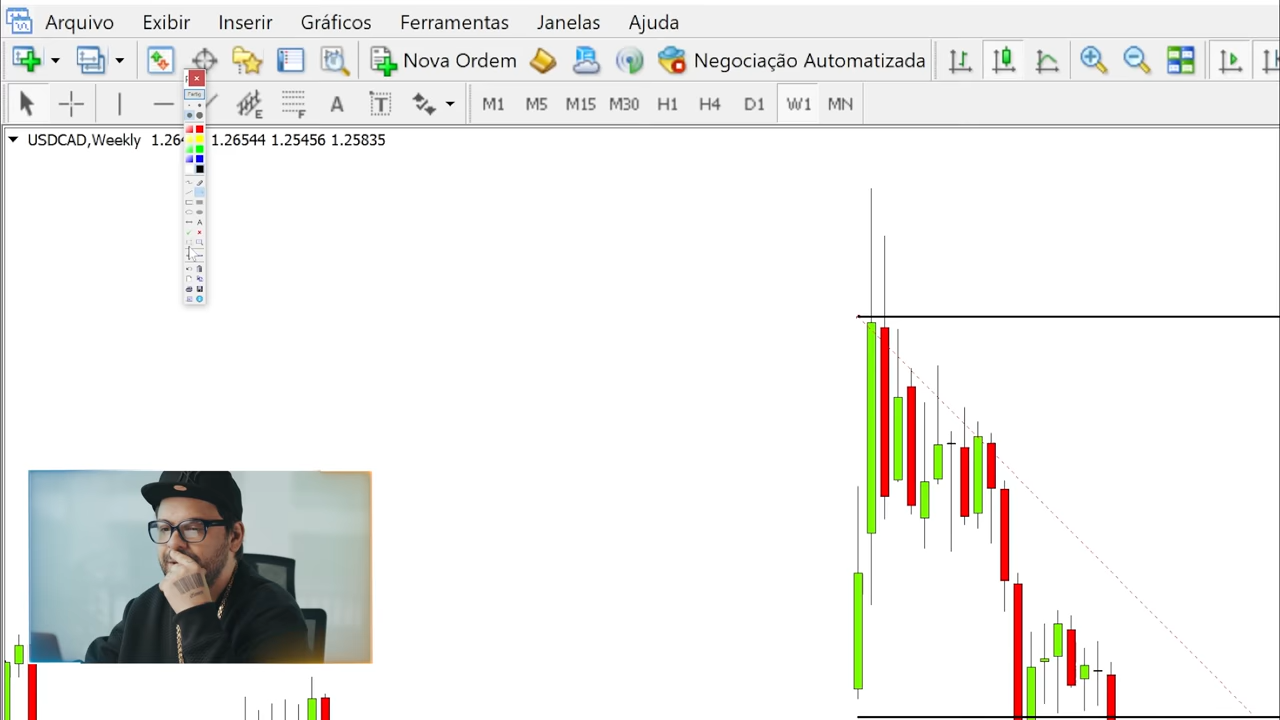 Arquivo Exibir Inserir Gráficos Ferramentas Janelas Ajuda
Nova Ordem Negociação Automatizada
E F A T M1 M5 M15 M30 H1 H4 D1 W1 MN
USDCAD,Weekly 1.26544 1.25456 1.25835
A